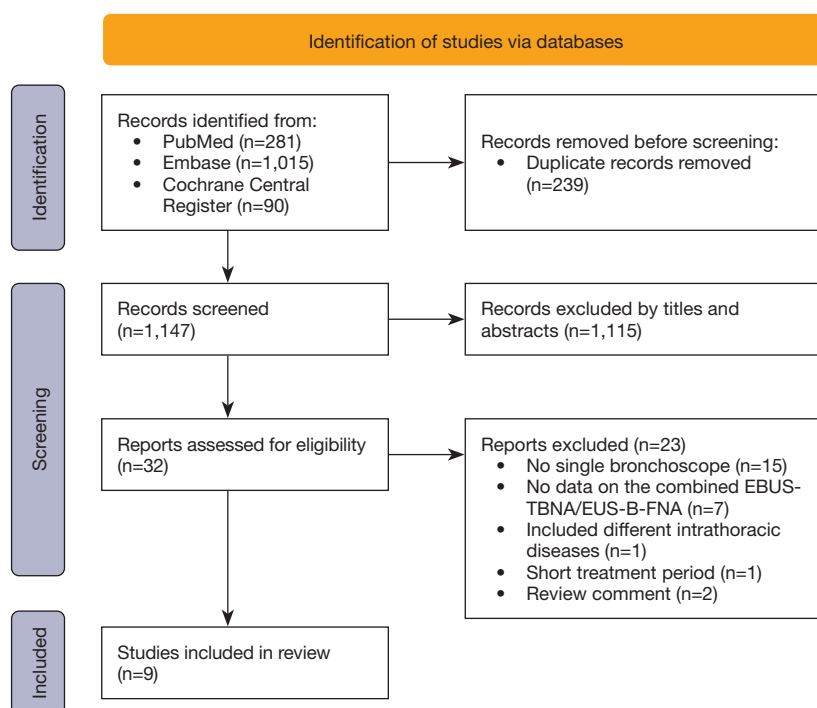 Identification of studies via databases
Identification
Records identified from:
• PubMed (n=281)
• Embase (n=1,015)
• Cochrane Central
Register (n=90)
Records removed before screening:
• Duplicate records removed
(n=239)
Screening
Records screened
(n=1,147)
Records excluded by titles and
abstracts (n=1,115)
Reports assessed for eligibility
(n=32)
Reports excluded (n=23)
• No single bronchoscope (n=15)
• No data on the combined EBUS-
TBNA/EUS-B-FNA (n=7)
• Included different intrathoracic
diseases (n=1)
• Short treatment period (n=1)
• Review comment (n=2)
Included
Studies included in review
(n=9)